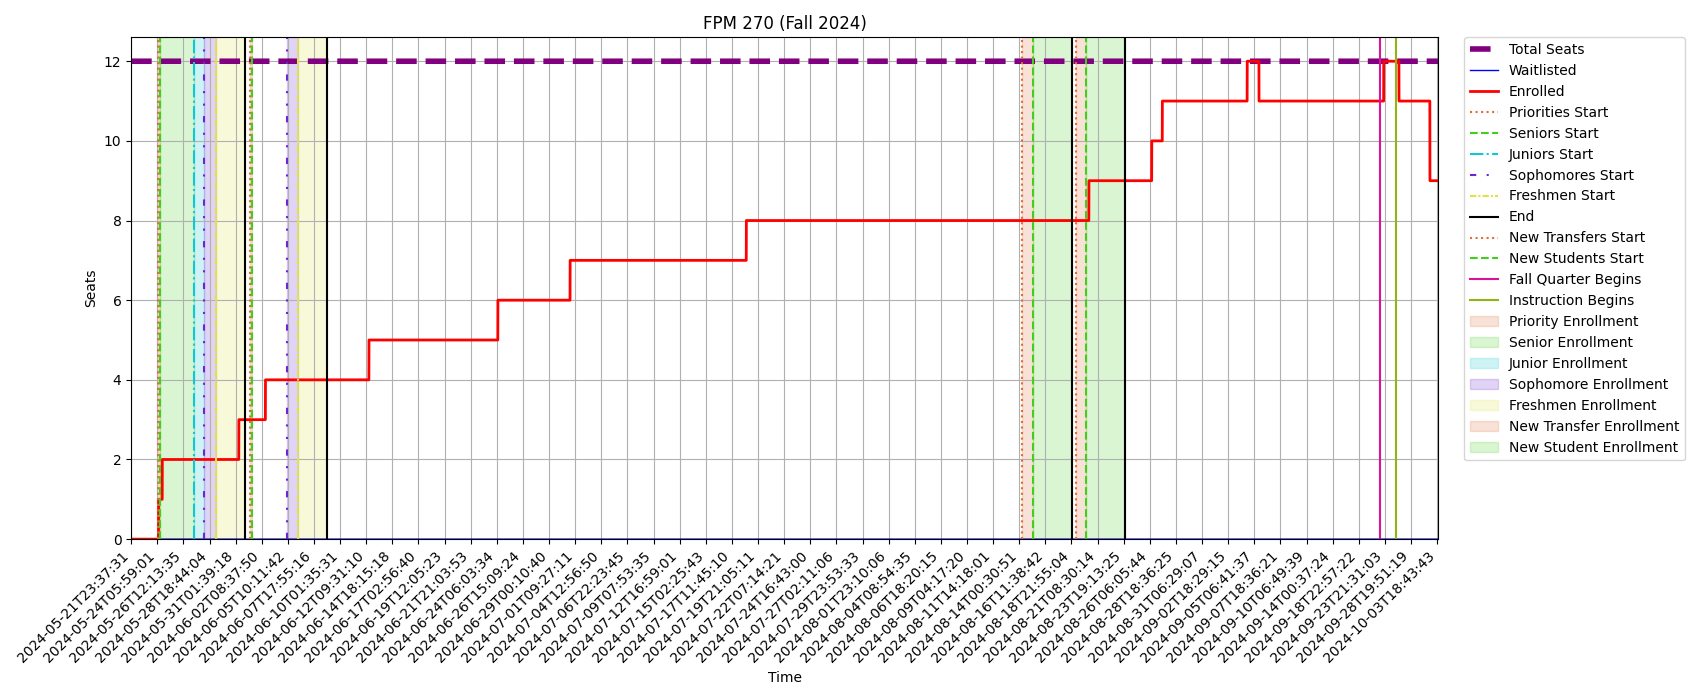 FPM 270 (Fall 2024)
Seats
12
10
8
6
4
2
0
2024-05-21T23:37:31
2024-05-24T05:59:01
2024-05-26T12:13:35
2024-05-28T18:44:04
2024-05-31T01:39:18
2024-06-02T08:37:50
2024-06-05T10:11:42
2024-06-07T17:55:16
2024-06-10T01:35:31
2024-06-12T09:31:10
2024-06-14T18:15:18
2024-06-17T02:56:40
2024-06-19T12:05:23
2024-06-21T21:03:53
2024-06-24T06:03:34
2024-06-26T15:09:24
2024-06-29T00:10:40
2024-07-01T09:27:11
2024-07-04T12:56:50
2024-07-06T22:23:45
2024-07-09T07:53:35
2024-07-12T16:59:01
2024-07-15T02:25:43
2024-07-17T11:45:10
2024-07-19T21:05:11
2024-07-22T07:14:21
2024-07-24T16:43:00
2024-07-27T02:11:06
2024-07-29T23:53:33
2024-08-01T23:10:06
2024-08-04T08:54:35
2024-08-06T18:20:15
2024-08-09T04:17:20
2024-08-11T14:18:01
2024-08-14T00:30:51
2024-08-16T11:38:42
2024-08-18T21:55:04
2024-08-21T08:30:14
2024-08-23T19:13:25
2024-08-26T06:05:44
2024-08-28T18:36:25
2024-08-31T06:29:07
2024-09-02T18:29:15
2024-09-05T06:41:37
2024-09-07T18:36:21
2024-09-10T06:49:39
2024-09-14T00:37:24
2024-09-18T22:57:22
2024-09-23T21:31:03
2024-09-28T19:51:19
2024-10-03T18:43:43
Time
Total Seats
Waitlisted
Enrolled
Priorities Start
Seniors Start
Juniors Start
Sophomores Start
Freshmen Start
End
New Transfers Start
New Students Start
Fall Quarter Begins
Instruction Begins
Priority Enrollment
Senior Enrollment
Junior Enrollment
Sophomore Enrollment
Freshmen Enrollment
New Transfer Enrollment
New Student Enrollment